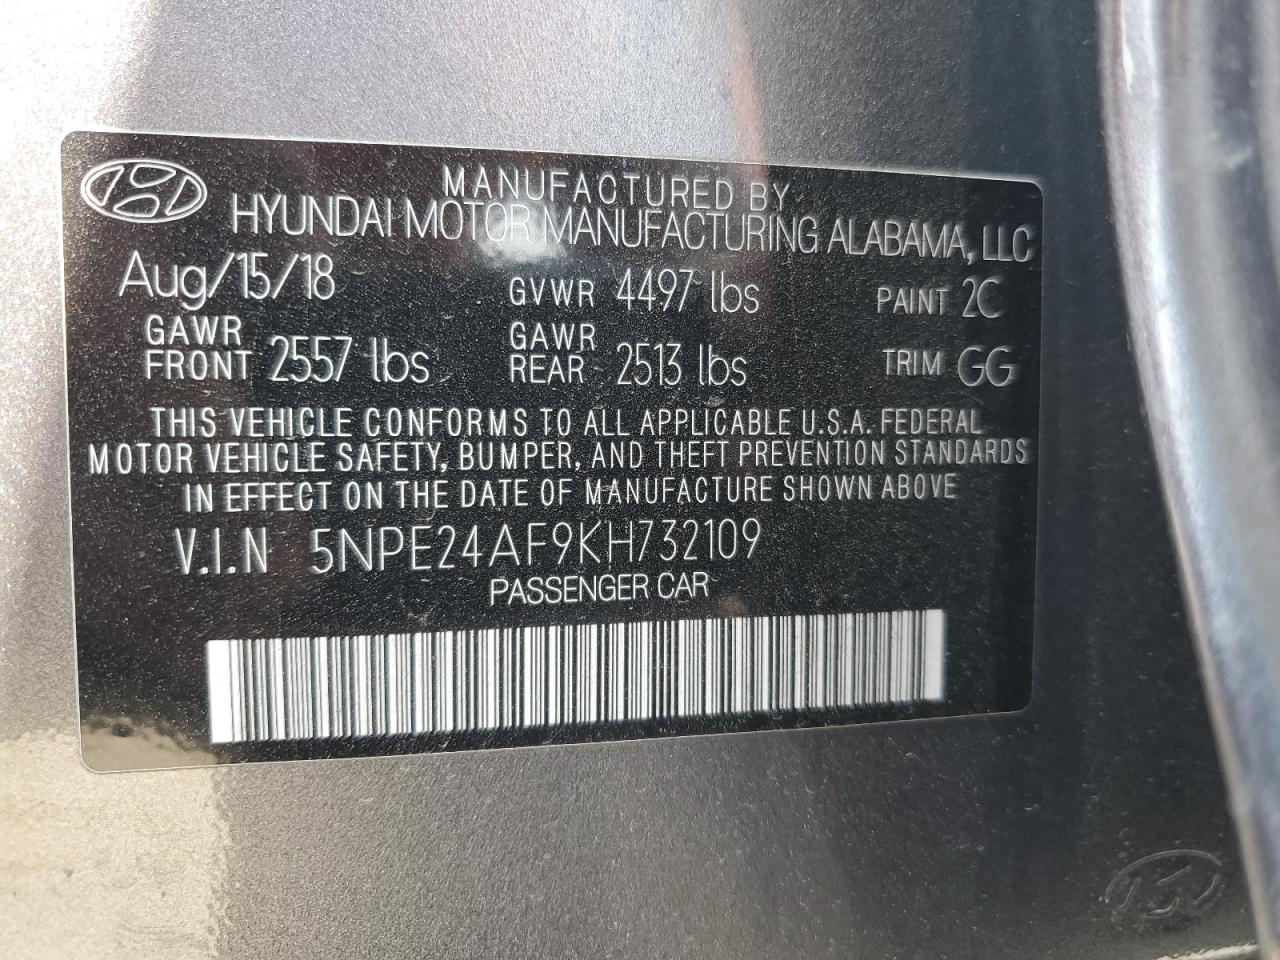 MANUFACTURED BY
HYUNDAI MOTOR MANUFACTURING ALABAMA, LLC
Aug/15/18 GVWR 4497 lbs PAINT 2C
GAWR FRONT 2557 lbs GAWR REAR 2513 lbs TRIM GG
THIS VEHICLE CONFORMS TO ALL APPLICABLE U.S.A. FEDERAL
MOTOR VEHICLE SAFETY, BUMPER, AND THEFT PREVENTION STANDARDS
IN EFFECT ON THE DATE OF MANUFACTURE SHOWN ABOVE
V.I.N 5NPE24AF9KH732109
PASSENGER CAR